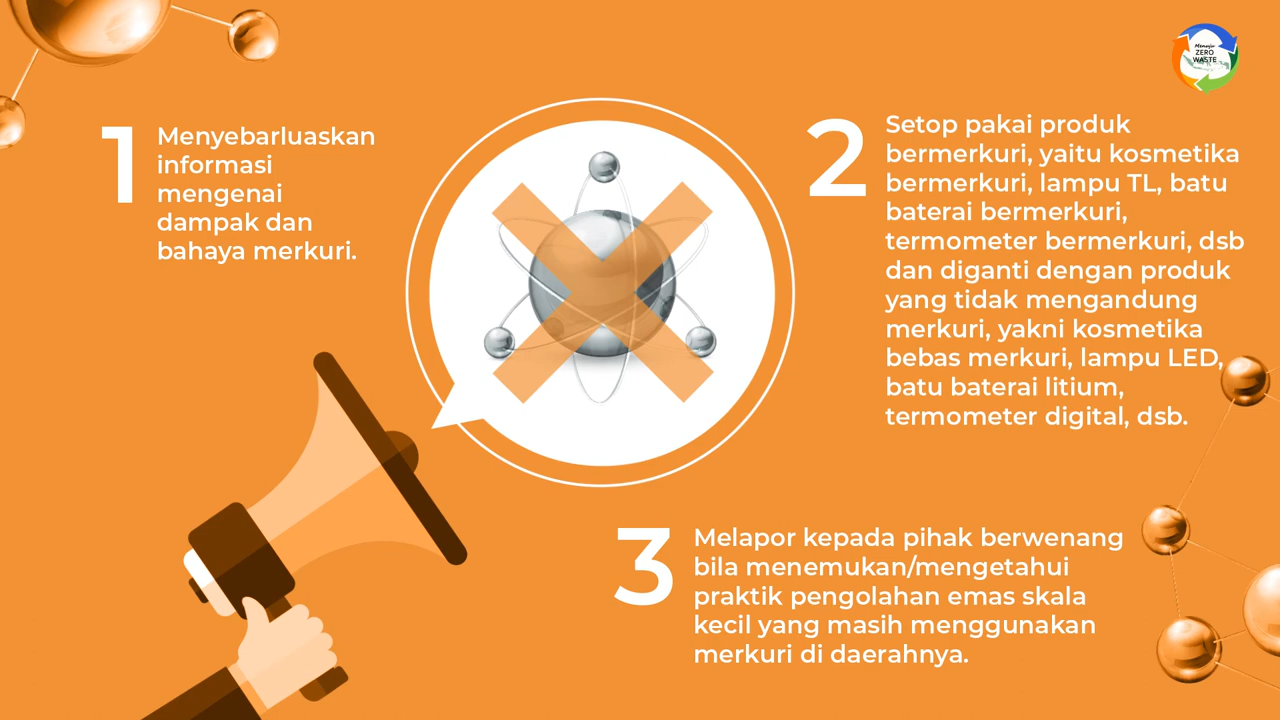 Menuju
ZERO
WASTE
1
Menyebarluaskan
informasi
mengenai
dampak dan
bahaya merkuri.
2
Setop pakai produk
bermerkuri, yaitu kosmetika
bermerkuri, lampu TL, batu
baterai bermerkuri,
termometer bermerkuri, dsb
dan diganti dengan produk
yang tidak mengandung
merkuri, yakni kosmetika
bebas merkuri, lampu LED,
batu baterai litium,
termometer digital, dsb.
3
Melapor kepada pihak berwenang
bila menemukan/mengetahui
praktik pengolahan emas skala
kecil yang masih menggunakan
merkuri di daerahnya.